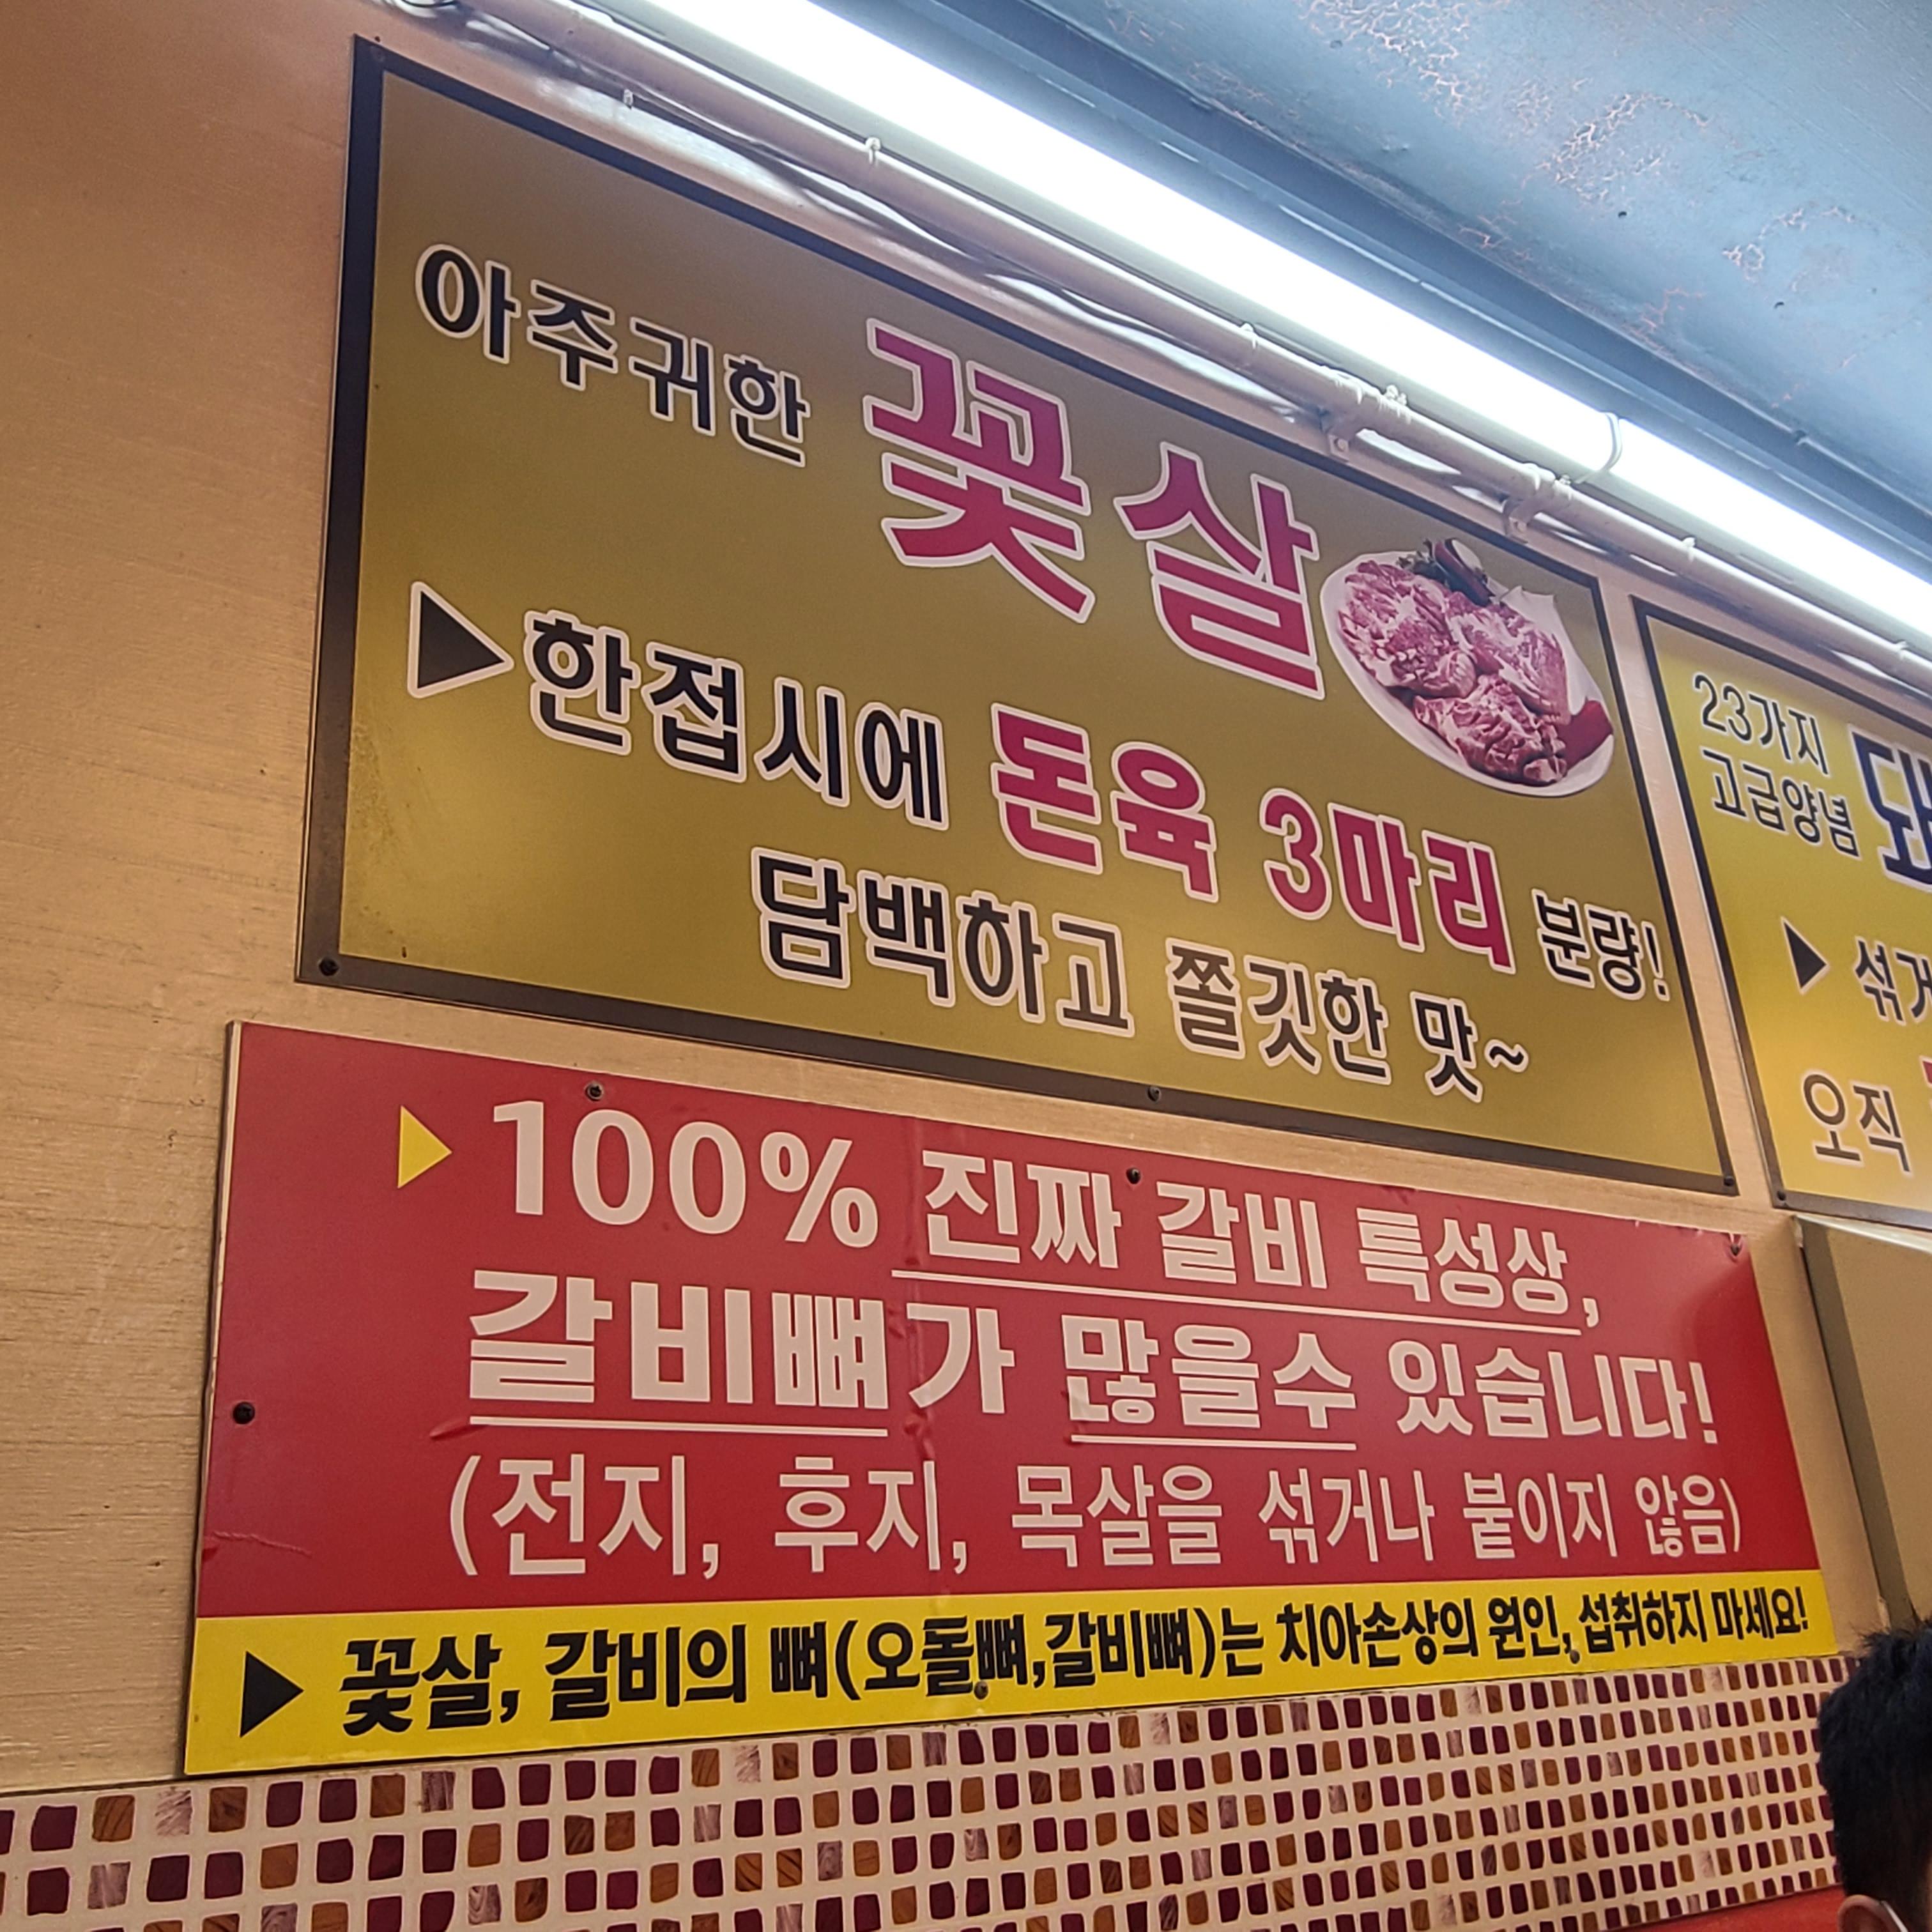 아주귀한 꽃살
▶한접시에 돈육 3마리 분량!
담백하고 쫄깃한 맛~
▶100% 진짜 갈비 특성상,
갈비뼈가 많을수 있습니다!
(전지, 후지, 목살을 섞거나 붙이지 않음)
▶꽃살, 갈비의 뼈(오돌뼈,갈비뼈)는 치아손상의 원인, 섭취하지 마세요!
23가지
고급양념
▶
오직